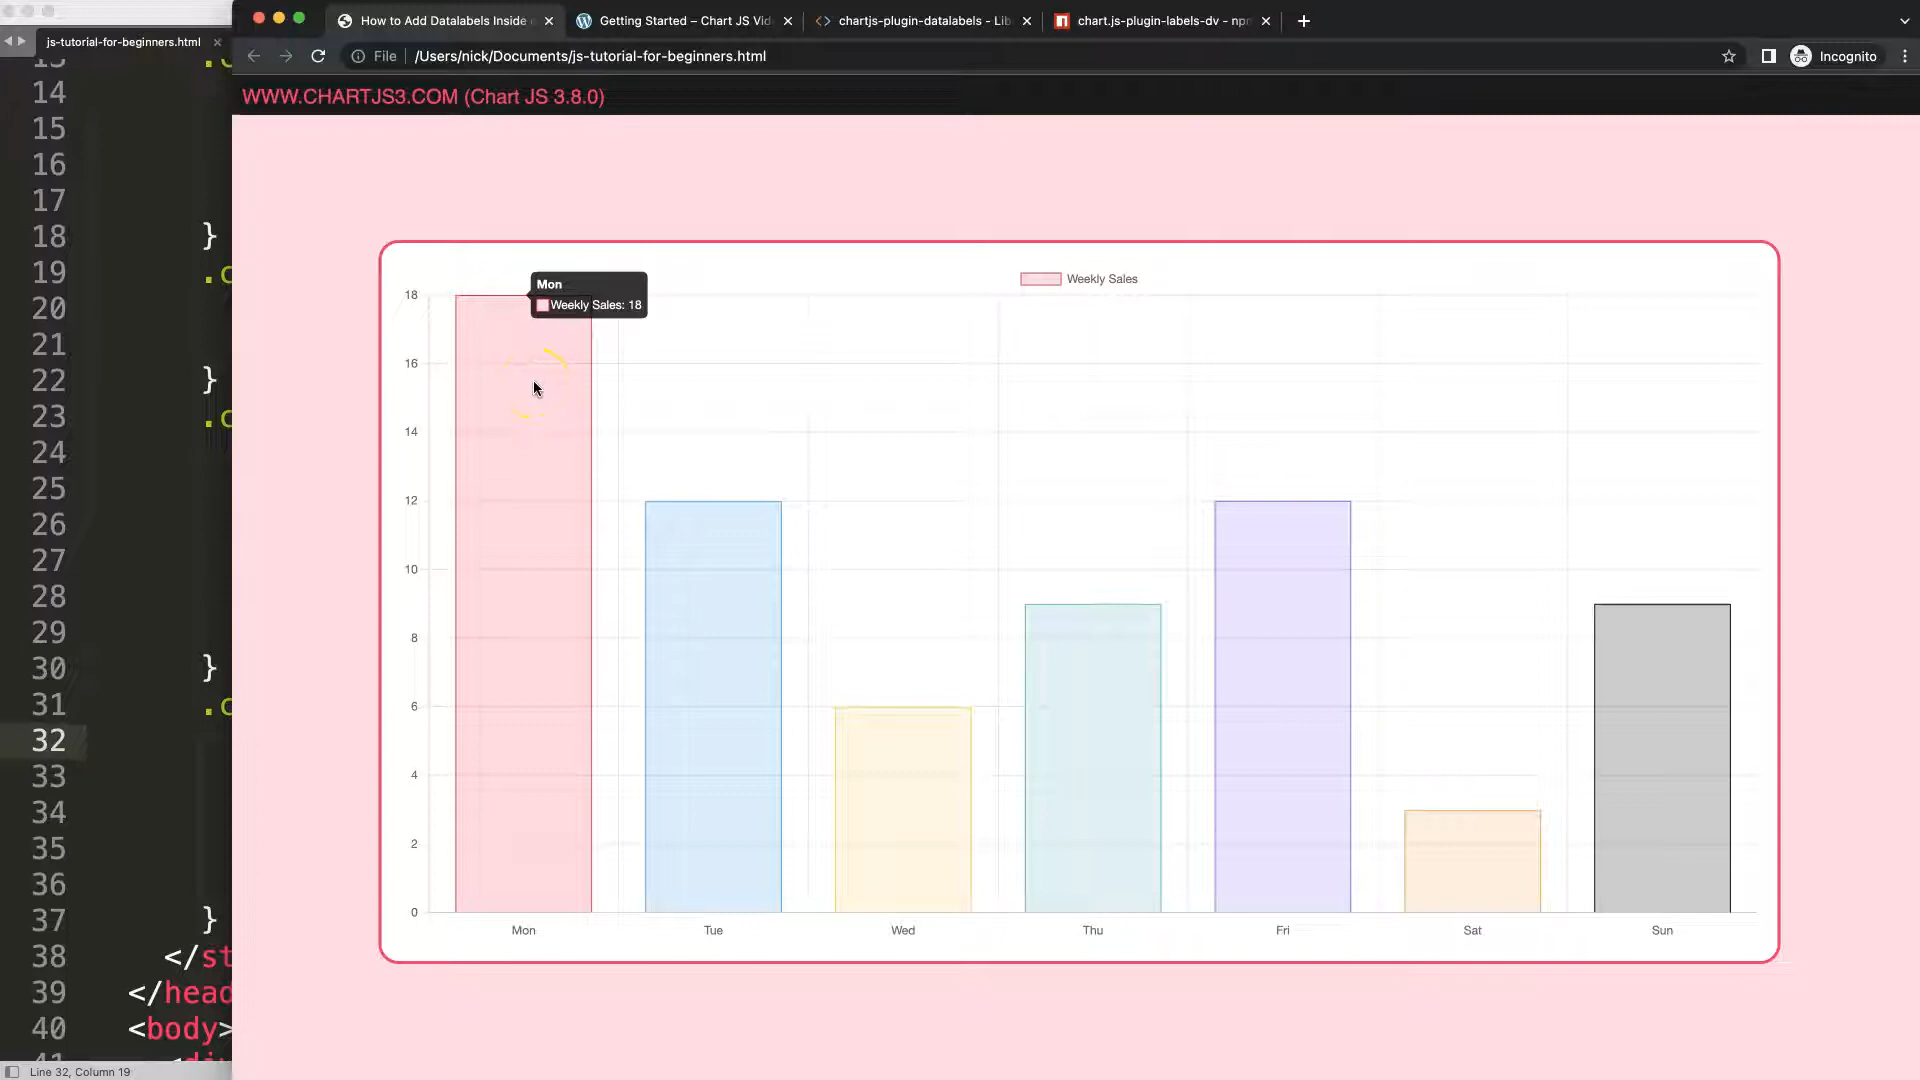 js-tutorial-for-beginners.html
How to Add Datalabels Inside
Getting Started – Chart JS Vid
chartjs-plugin-datalabels - Lib
chart.js-plugin-labels-dv - npm
File
/Users/nick/Documents/js-tutorial-for-beginners.html
Incognito
WWW.CHARTJS3.COM (Chart JS 3.8.0)
Weekly Sales
Mon
Weekly Sales: 18
18
16
14
12
10
8
6
4
2
0
Mon
Tue
Wed
Thu
Fri
Sat
Sun
14
15
16
17
18 }
19 .c
20
21
22 }
23 .c
24
25
26
27
28
29
30 }
31 .c
32
33
34
35
36
37 }
38 </st
39 </head
40 <body>
Line 32, Column 19